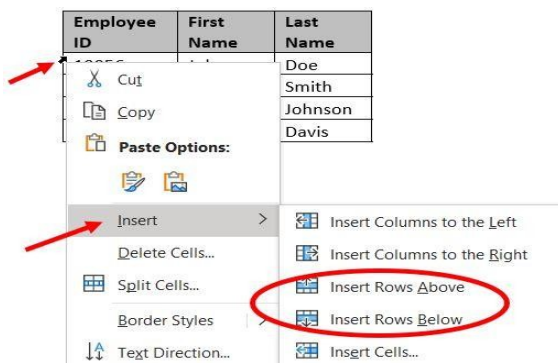 Employee ID First Name Last Name
Doe
Smith
Johnson
Davis
Cut
Copy
Paste Options:
Insert >
Delete Cells...
Split Cells...
Border Styles >
Text Direction...
Insert Columns to the Left
Insert Columns to the Right
Insert Rows Above
Insert Rows Below
Insert Cells...